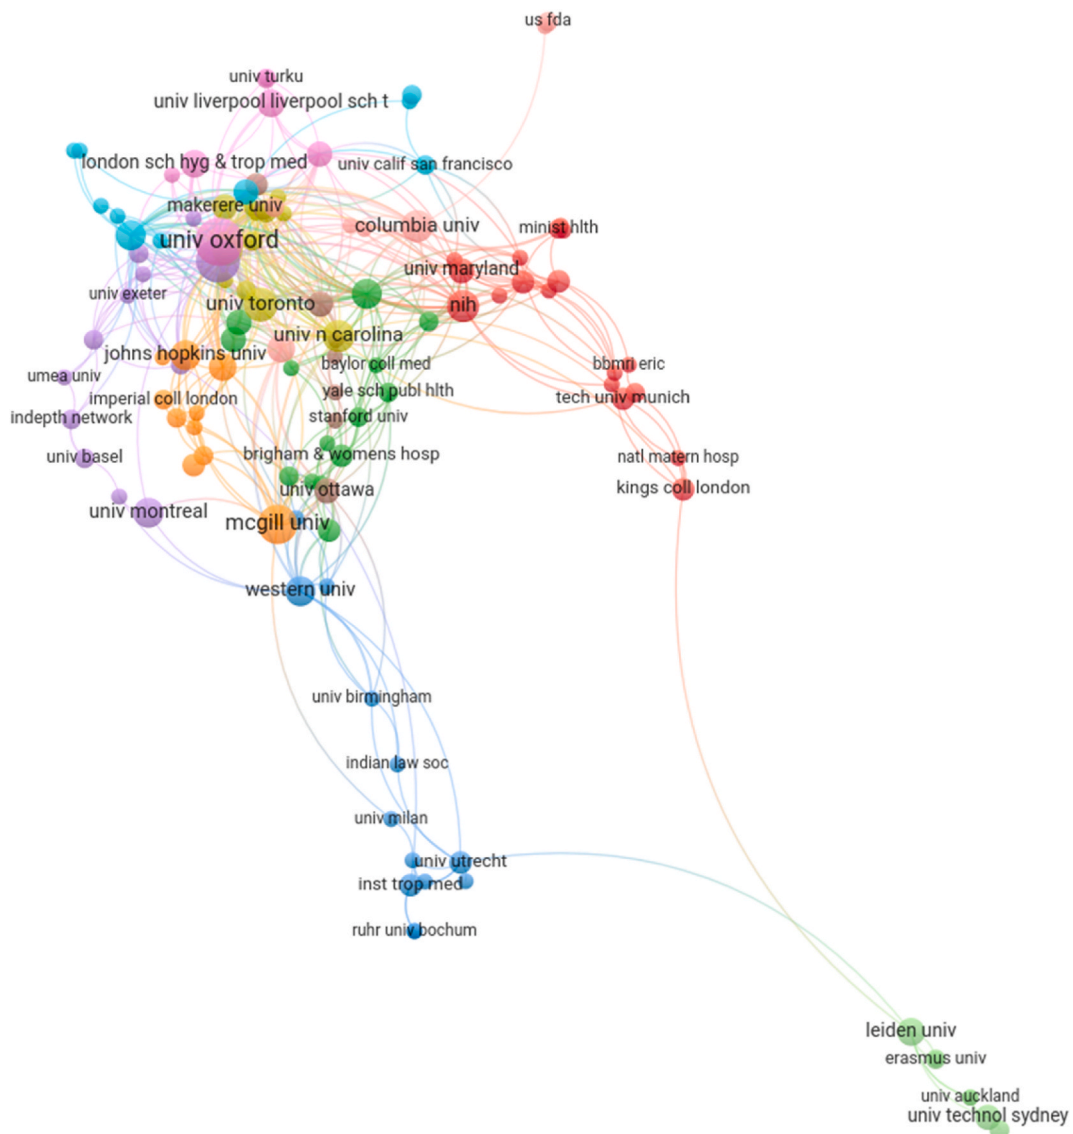 us fda
univ turku
univ liverpool liverpool sch t
london sch hyg & trop med
univ calif san francisco
makerere univ
columbia univ
minist hlth
univ oxford
univ maryland
univ exeter
univ toronto
nih
univ n carolina
johns hopkins univ
baylor coll med
bbmri eric
umea univ
yale sch publ hlth
imperial coll london
tech univ munich
indepth network
stanford univ
univ basel
brigham & womens hosp
natl matern hosp
univ ottawa
kings coll london
univ montreal
mcgill univ
western univ
univ birmingham
indian law soc
univ milan
univ utrecht
inst trop med
ruhr univ bochum
leiden univ
erasmus univ
univ auckland
univ technol sydney